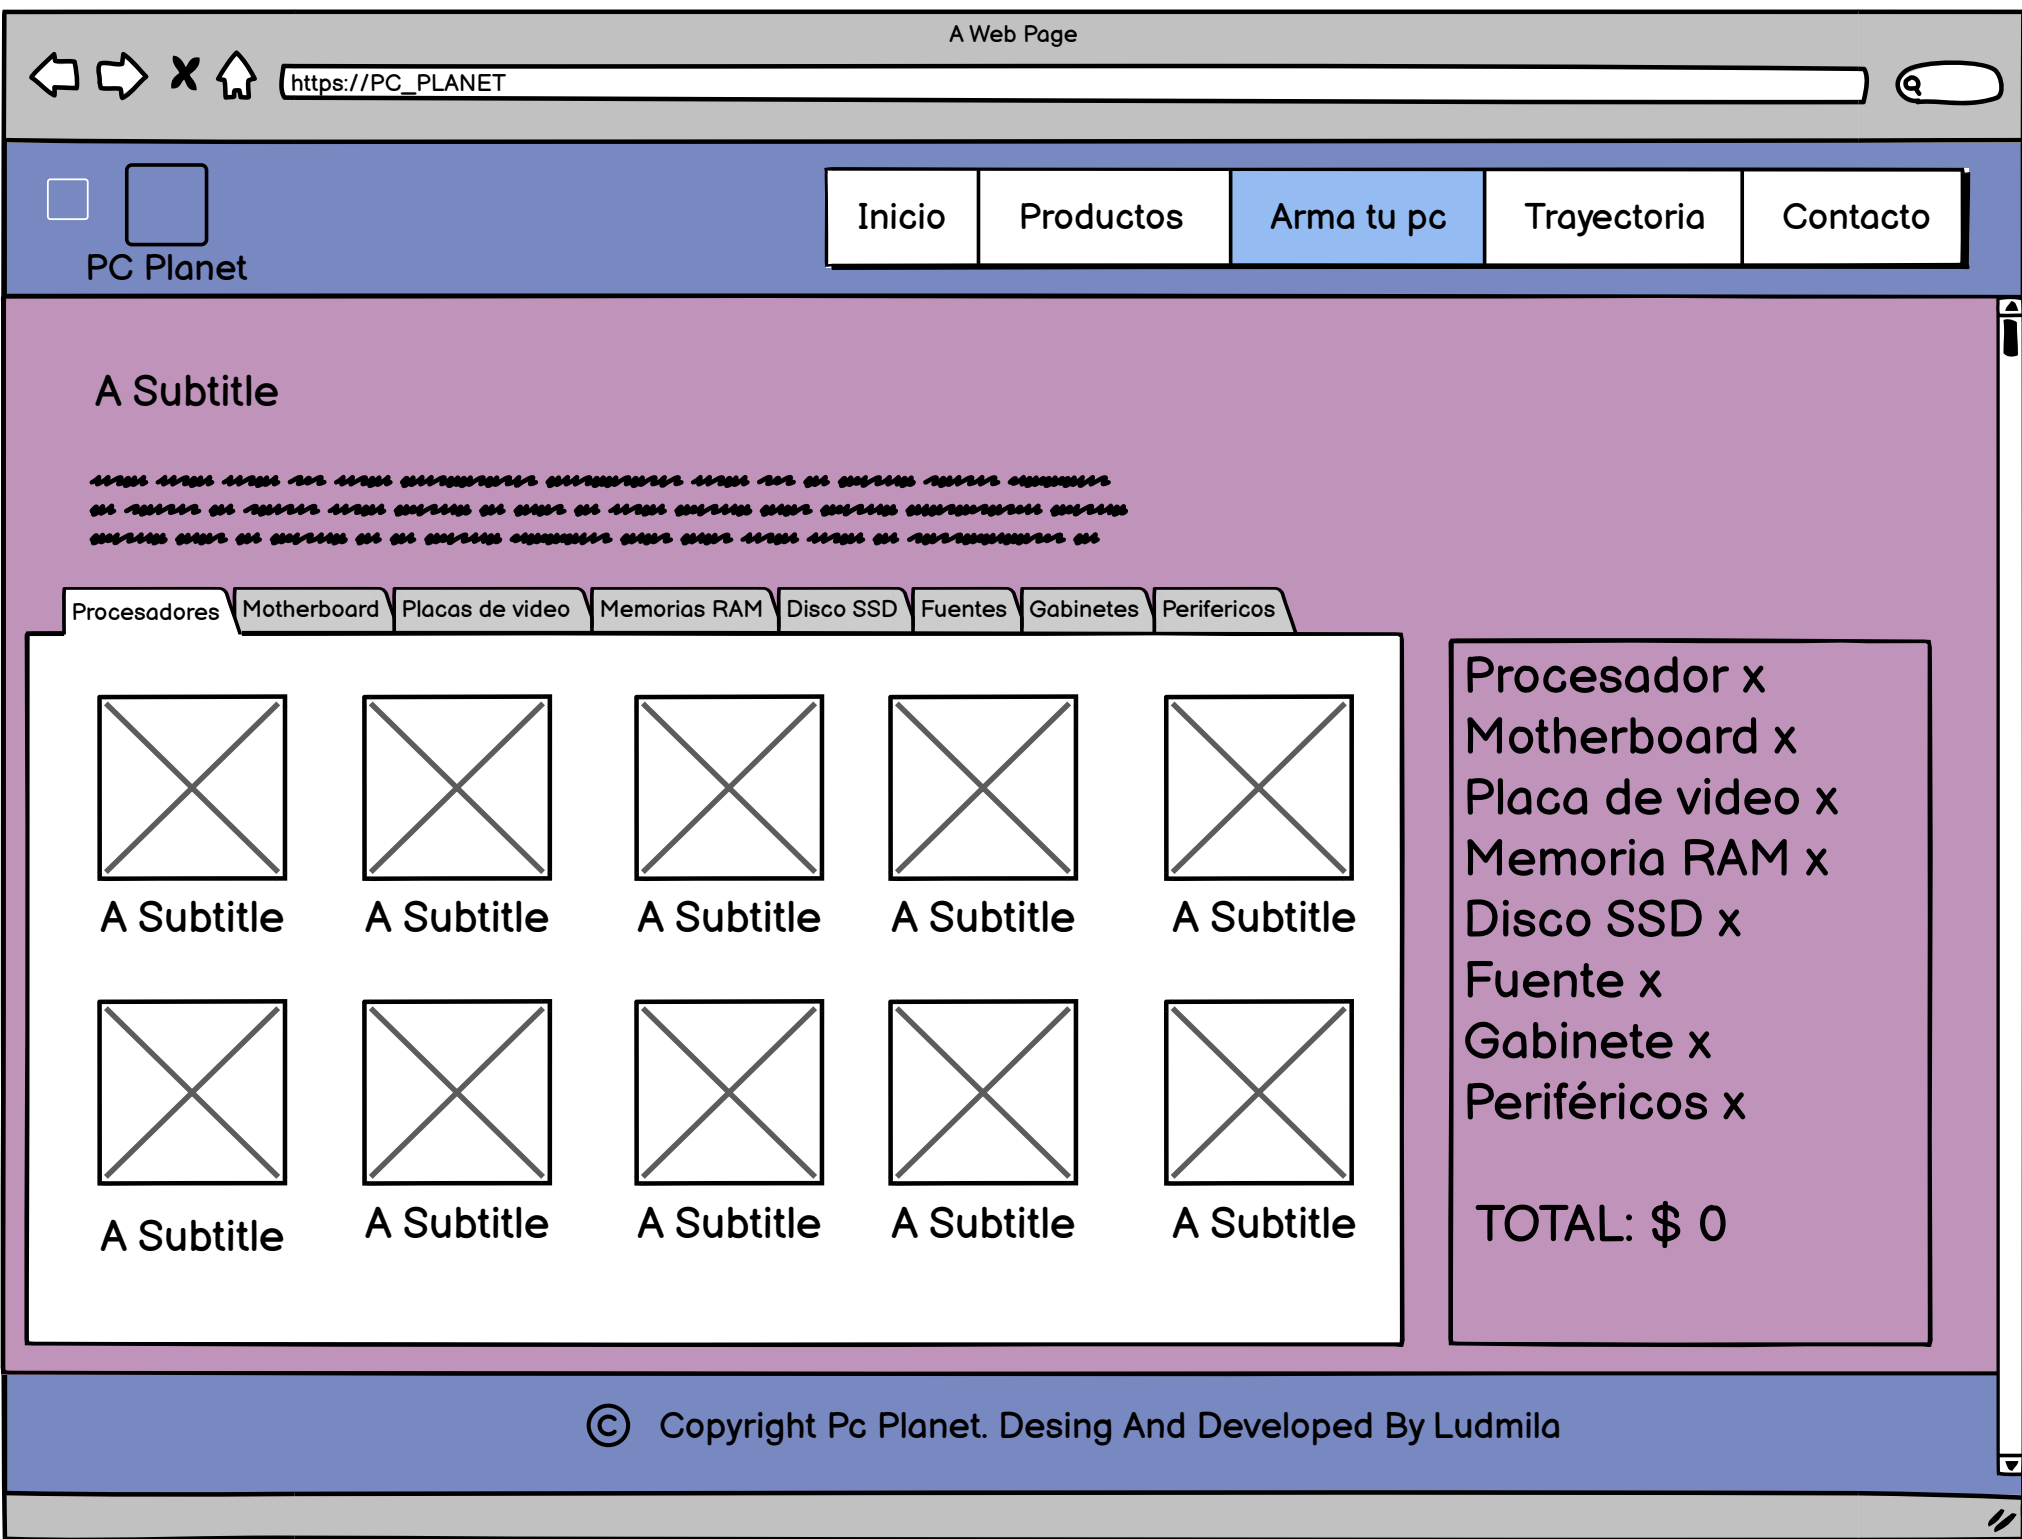 A Web Page
https://PC_PLANET
PC Planet
Inicio Productos Arma tu pc Trayectoria Contacto
A Subtitle
Procesadores Motherboard Placas de video Memorias RAM Disco SSD Fuentes Gabinetes Perifericos
A Subtitle A Subtitle A Subtitle A Subtitle A Subtitle
A Subtitle A Subtitle A Subtitle A Subtitle A Subtitle
Procesador x
Motherboard x
Placa de video x
Memoria RAM x
Disco SSD x
Fuente x
Gabinete x
Periféricos x
TOTAL: $ 0
© Copyright Pc Planet. Desing And Developed By Ludmila